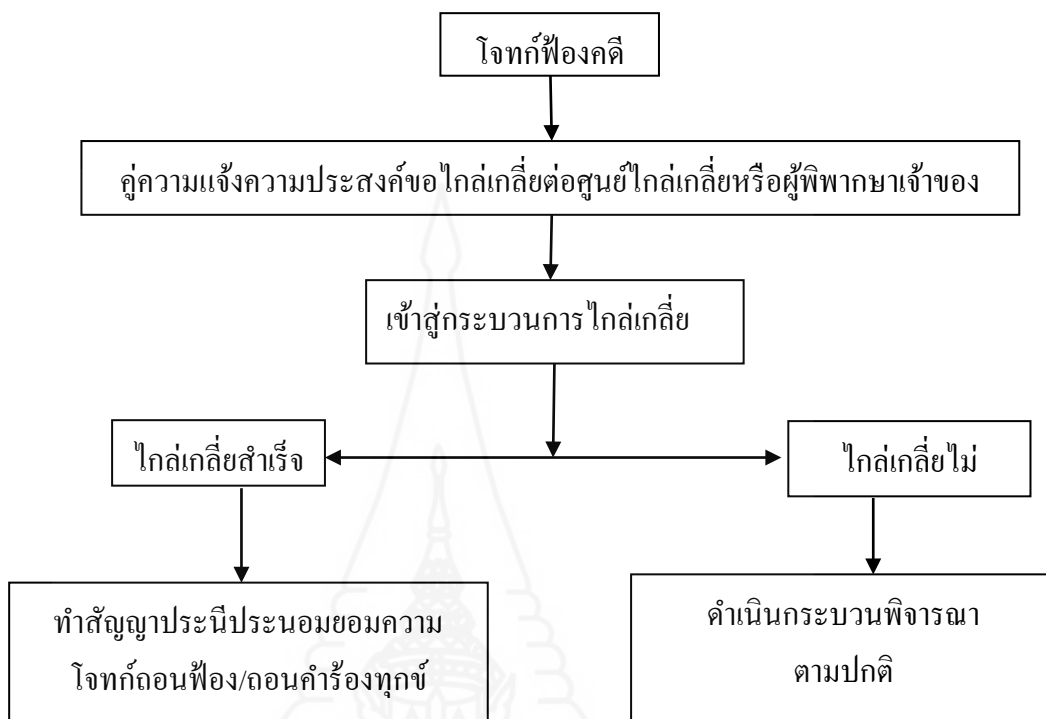 โจทก์ฟ้องคดี
คู่ความแจ้งความประสงค์ขอไกล่เกลี่ยต่อศูนย์ไกล่เกลี่ยหรือผู้พิพากษาเจ้าของ
เข้าสู่กระบวนการไกล่เกลี่ย
ไกล่เกลี่ยสำเร็จ
ไกล่เกลี่ยไม่
ทำสัญญาประนีประนอมยอมความ
โจทก์ถอนฟ้อง/ถอนคำร้องทุกข์
ดำเนินกระบวนพิจารณา
ตามปกติ